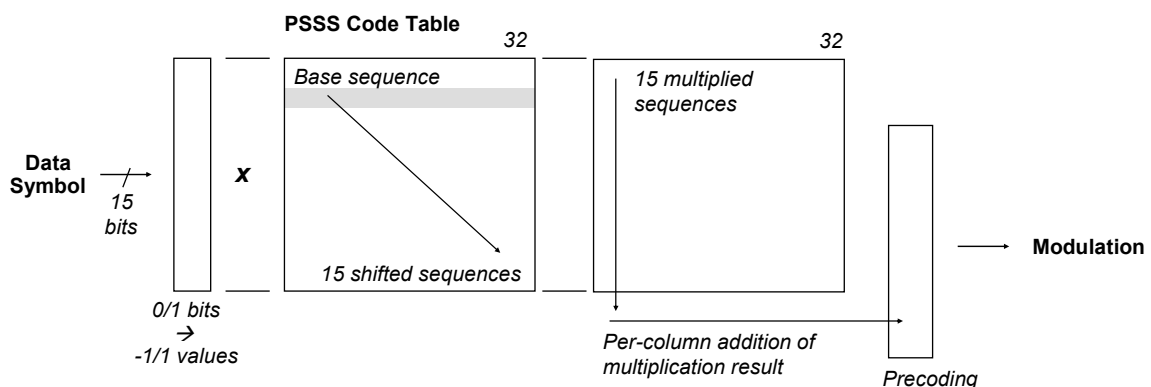 PSSS Code Table
32
32
Base sequence
15 multiplied
sequences
Data
Symbol
15
bits
x
15 shifted sequences
Modulation
0/1 bits
→
-1/1 values
Per-column addition of
multiplication result
Precoding